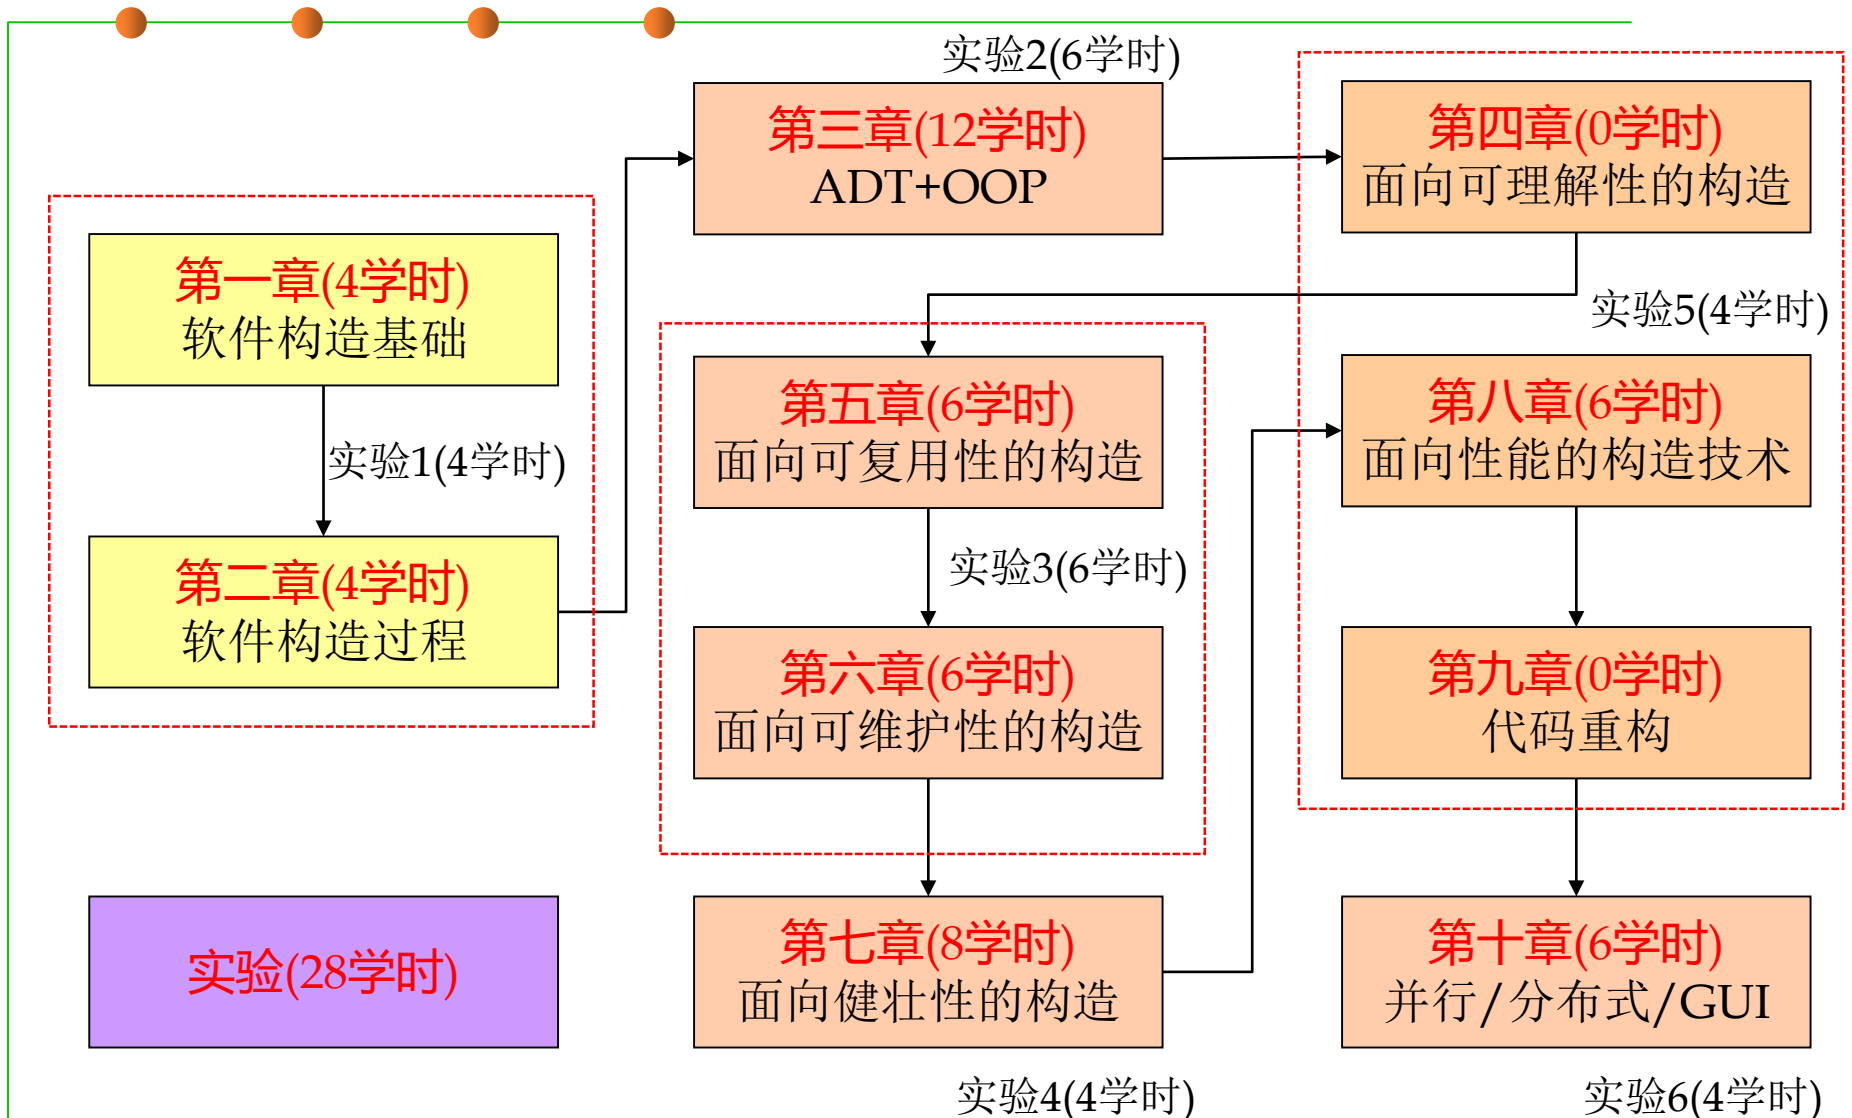 实验2(6学时)
第三章(12学时)
ADT+OOP
第四章(0学时)
面向可理解性的构造
第一章(4学时)
软件构造基础
实验1(4学时)
第二章(4学时)
软件构造过程
实验5(4学时)
第五章(6学时)
面向可复用性的构造
实验3(6学时)
第六章(6学时)
面向可维护性的构造
第八章(6学时)
面向性能的构造技术
第九章(0学时)
代码重构
实验(28学时)
第七章(8学时)
面向健壮性的构造
实验4(4学时)
第十章(6学时)
并行/分布式/GUI
实验6(4学时)